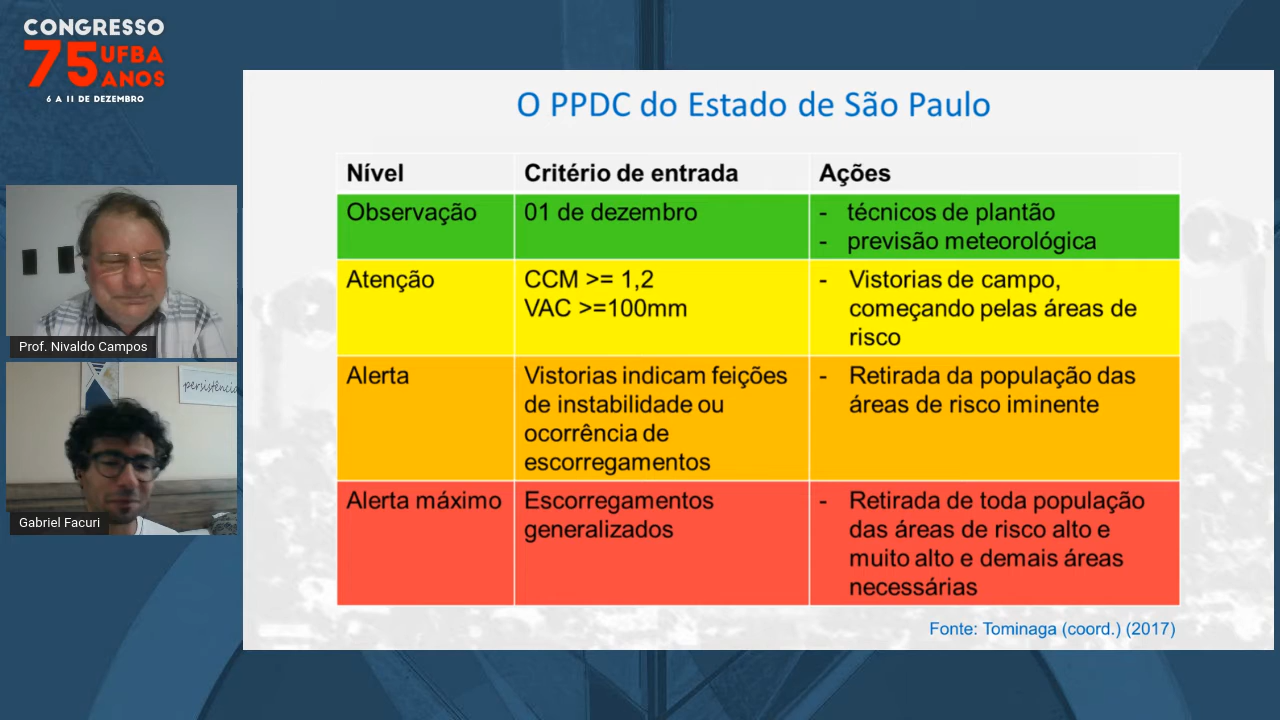 CONGRESSO
75 UFBA
ANOS
6 A 11 DE DEZEMBRO
Prof. Nivaldo Campos
persistência
Gabriel Facuri
O PPDC do Estado de São Paulo
Nível Critério de entrada Ações
Observação 01 de dezembro - técnicos de plantão
- previsão meteorológica
Atenção CCM >= 1,2 - Vistorias de campo,
VAC >=100mm começando pelas áreas de
risco
Alerta Vistorias indicam feições - Retirada da população das
de instabilidade ou áreas de risco iminente
ocorrência de
escorregamentos
Alerta máximo Escorregamentos - Retirada de toda população
generalizados das áreas de risco alto e
muito alto e demais áreas
necessárias
Fonte: Tominaga (coord.) (2017)